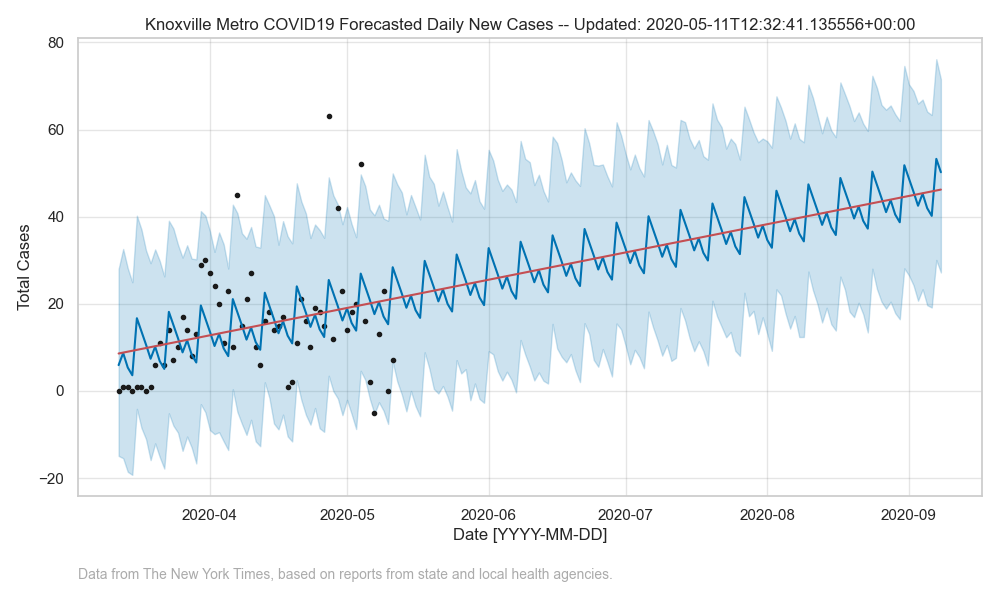 Knoxville Metro COVID19 Forecasted Daily New Cases -- Updated: 2020-05-11T12:32:41.135556+00:00
80
60
40
20
0
−20
Total Cases
2020-04 2020-05 2020-06 2020-07 2020-08 2020-09
Date [YYYY-MM-DD]
Data from The New York Times, based on reports from state and local health agencies.